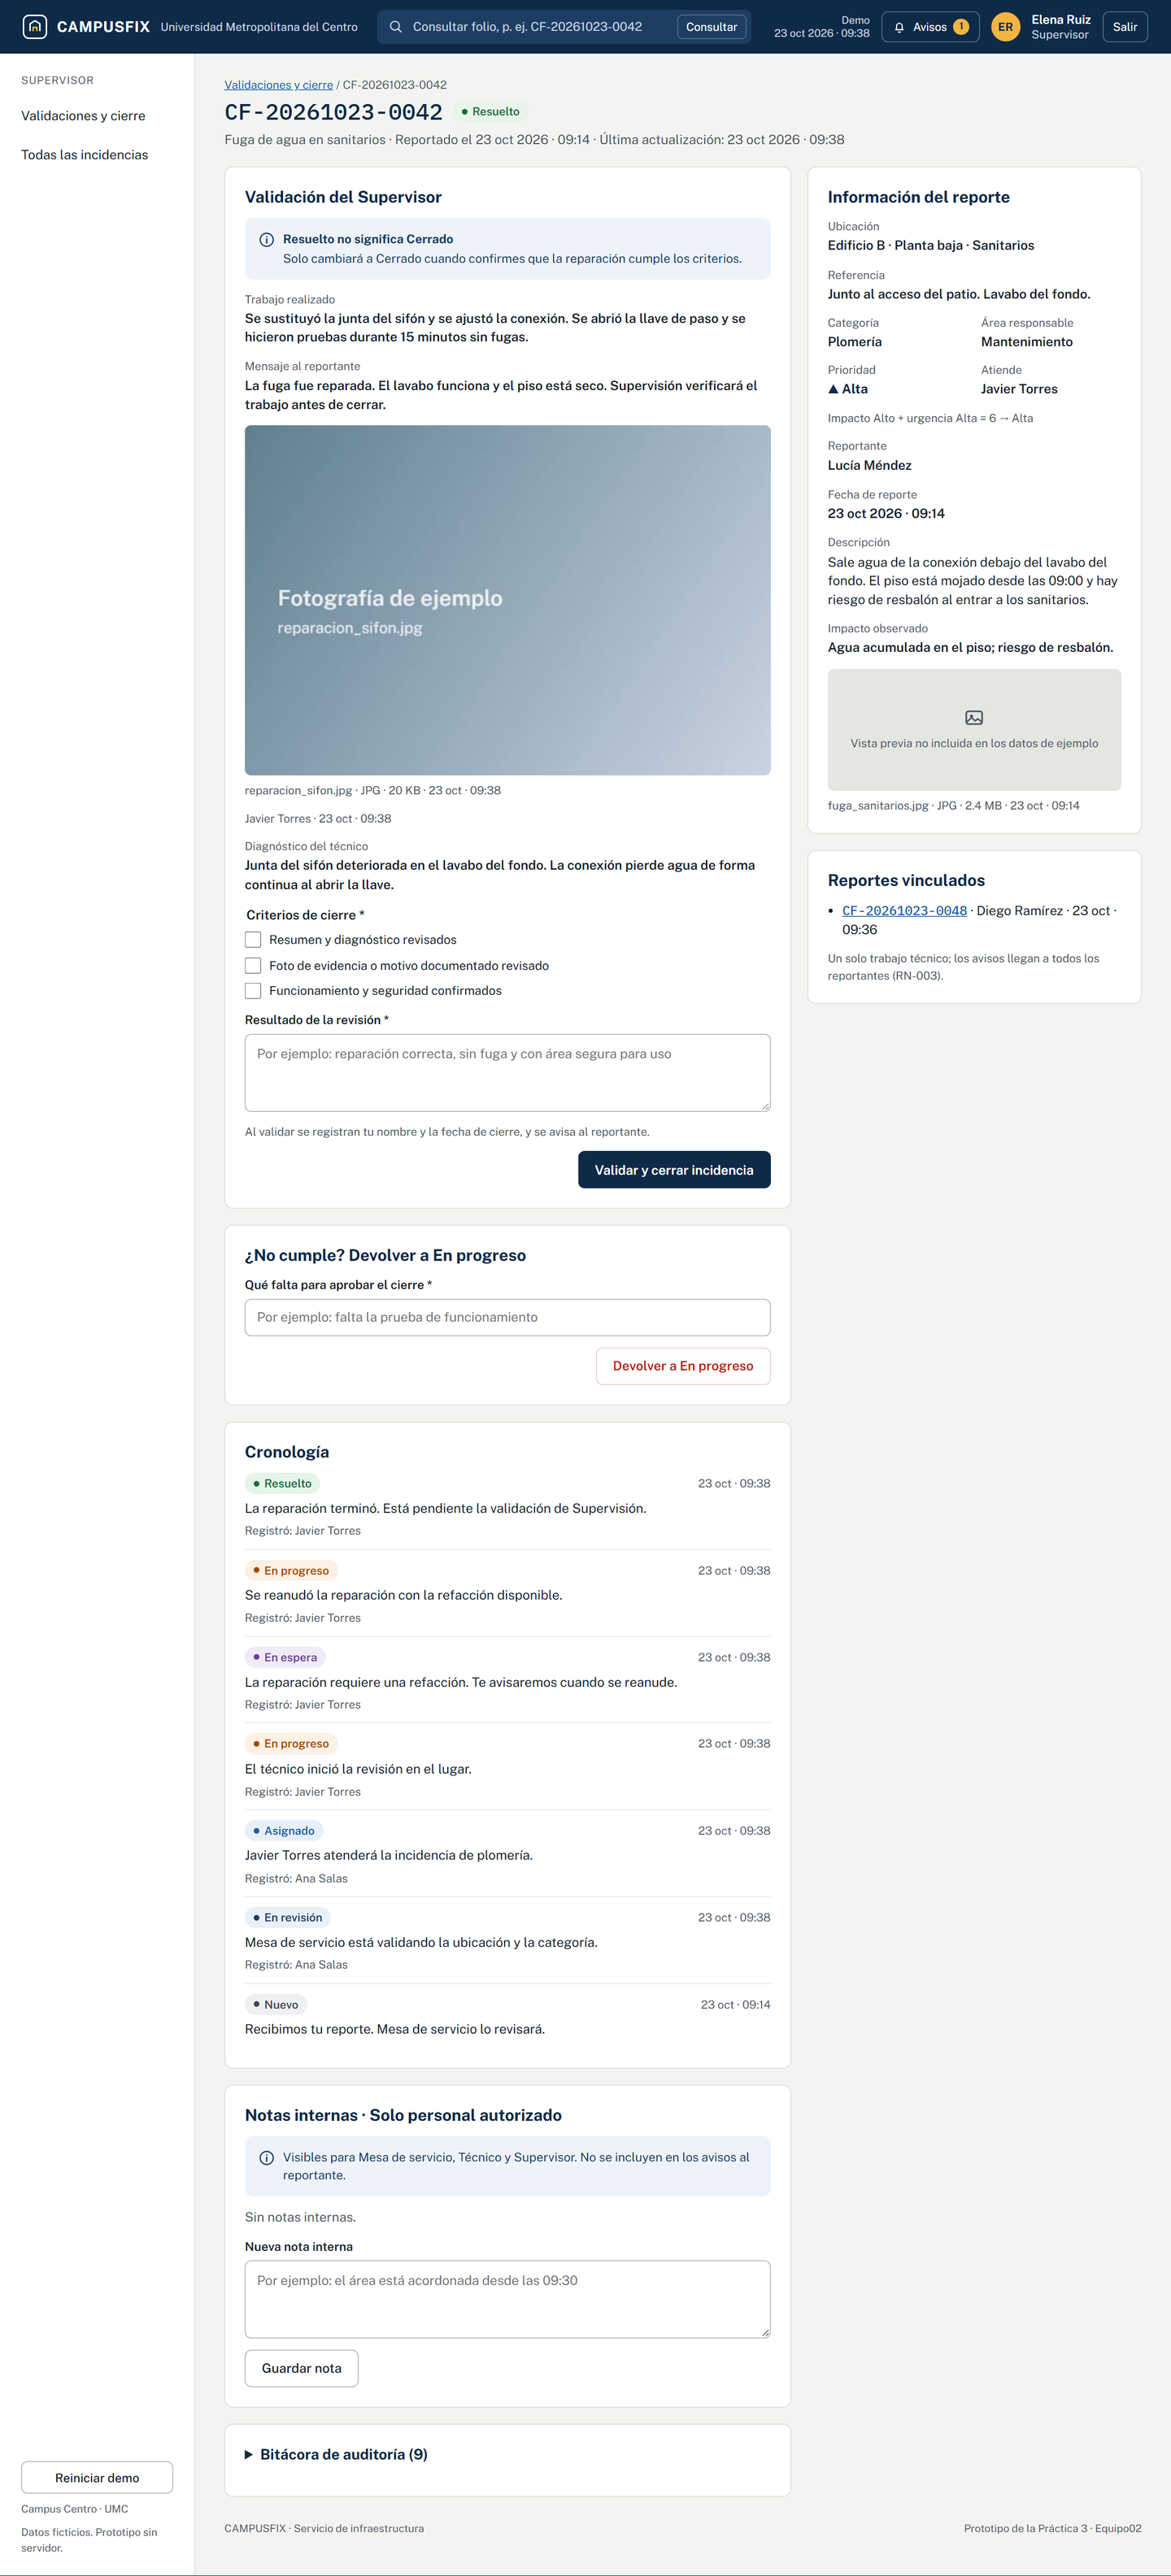 CAMPUSFIX
Universidad Metropolitana del Centro
Consultar folio, p. ej. CF-20261023-0042
Consultar
Demo
23 oct 2026 · 09:38
Avisos 1
ER
Elena Ruiz
Supervisor
Salir
SUPERVISOR
Validaciones y cierre
Todas las incidencias
Validaciones y cierre / CF-20261023-0042
CF-20261023-0042
Resuelto
Fuga de agua en sanitarios · Reportado el 23 oct 2026 · 09:14 · Última actualización: 23 oct 2026 · 09:38
Validación del Supervisor
Resuelto no significa Cerrado
Solo cambiará a Cerrado cuando confirmes que la reparación cumple los criterios.
Trabajo realizado
Se sustituyó la junta del sifón y se ajustó la conexión. Se abrió la llave de paso y se
hicieron pruebas durante 15 minutos sin fugas.
Mensaje al reportante
La fuga fue reparada. El lavabo funciona y el piso está seco. Supervisión verificará el
trabajo antes de cerrar.
Fotografía de ejemplo
reparacion_sifon.jpg
reparacion_sifon.jpg · JPG · 20 KB · 23 oct · 09:38
Javier Torres · 23 oct · 09:38
Diagnóstico del técnico
Junta del sifón deteriorada en el lavabo del fondo. La conexión pierde agua de forma
continua al abrir la llave.
Criterios de cierre *
Resumen y diagnóstico revisados
Foto de evidencia o motivo documentado revisado
Funcionamiento y seguridad confirmados
Resultado de la revisión *
Por ejemplo: reparación correcta, sin fuga y con área segura para uso
Al validar se registran tu nombre y la fecha de cierre, y se avisa al reportante.
Validar y cerrar incidencia
¿No cumple? Devolver a En progreso
Qué falta para aprobar el cierre *
Por ejemplo: falta la prueba de funcionamiento
Devolver a En progreso
Cronología
Resuelto
23 oct · 09:38
La reparación terminó. Está pendiente la validación de Supervisión.
Registró: Javier Torres
En progreso
23 oct · 09:38
Se reanudó la reparación con la refacción disponible.
Registró: Javier Torres
En espera
23 oct · 09:38
La reparación requiere una refacción. Te avisaremos cuando se reanude.
Registró: Javier Torres
En progreso
23 oct · 09:38
El técnico inició la revisión en el lugar.
Registró: Javier Torres
Asignado
23 oct · 09:38
Javier Torres atenderá la incidencia de plomería.
Registró: Ana Salas
En revisión
23 oct · 09:38
Mesa de servicio está validando la ubicación y la categoría.
Registró: Ana Salas
Nuevo
23 oct · 09:14
Recibimos tu reporte. Mesa de servicio lo revisará.
Notas internas · Solo personal autorizado
Visibles para Mesa de servicio, Técnico y Supervisor. No se incluyen en los avisos al
reportante.
Sin notas internas.
Nueva nota interna
Por ejemplo: el área está acordonada desde las 09:30
Guardar nota
Bitácora de auditoría (9)
Información del reporte
Ubicación
Edificio B · Planta baja · Sanitarios
Referencia
Junto al acceso del patio. Lavabo del fondo.
Categoría
Plomería
Área responsable
Mantenimiento
Prioridad
▲ Alta
Atiende
Javier Torres
Impacto Alto + urgencia Alta = 6 → Alta
Reportante
Lucía Méndez
Fecha de reporte
23 oct 2026 · 09:14
Descripción
Sale agua de la conexión debajo del lavabo del
fondo. El piso está mojado desde las 09:00 y hay
riesgo de resbalón al entrar a los sanitarios.
Impacto observado
Agua acumulada en el piso; riesgo de resbalón.
Vista previa no incluida en los datos de ejemplo
fuga_sanitarios.jpg · JPG · 2.4 MB · 23 oct · 09:14
Reportes vinculados
CF-20261023-0048 · Diego Ramírez · 23 oct ·
09:36
Un solo trabajo técnico; los avisos llegan a todos los
reportantes (RN-003).
Reiniciar demo
Campus Centro · UMC
Datos ficticios. Prototipo sin
servidor.
CAMPUSFIX · Servicio de infraestructura
Prototipo de la Práctica 3 · Equipo02